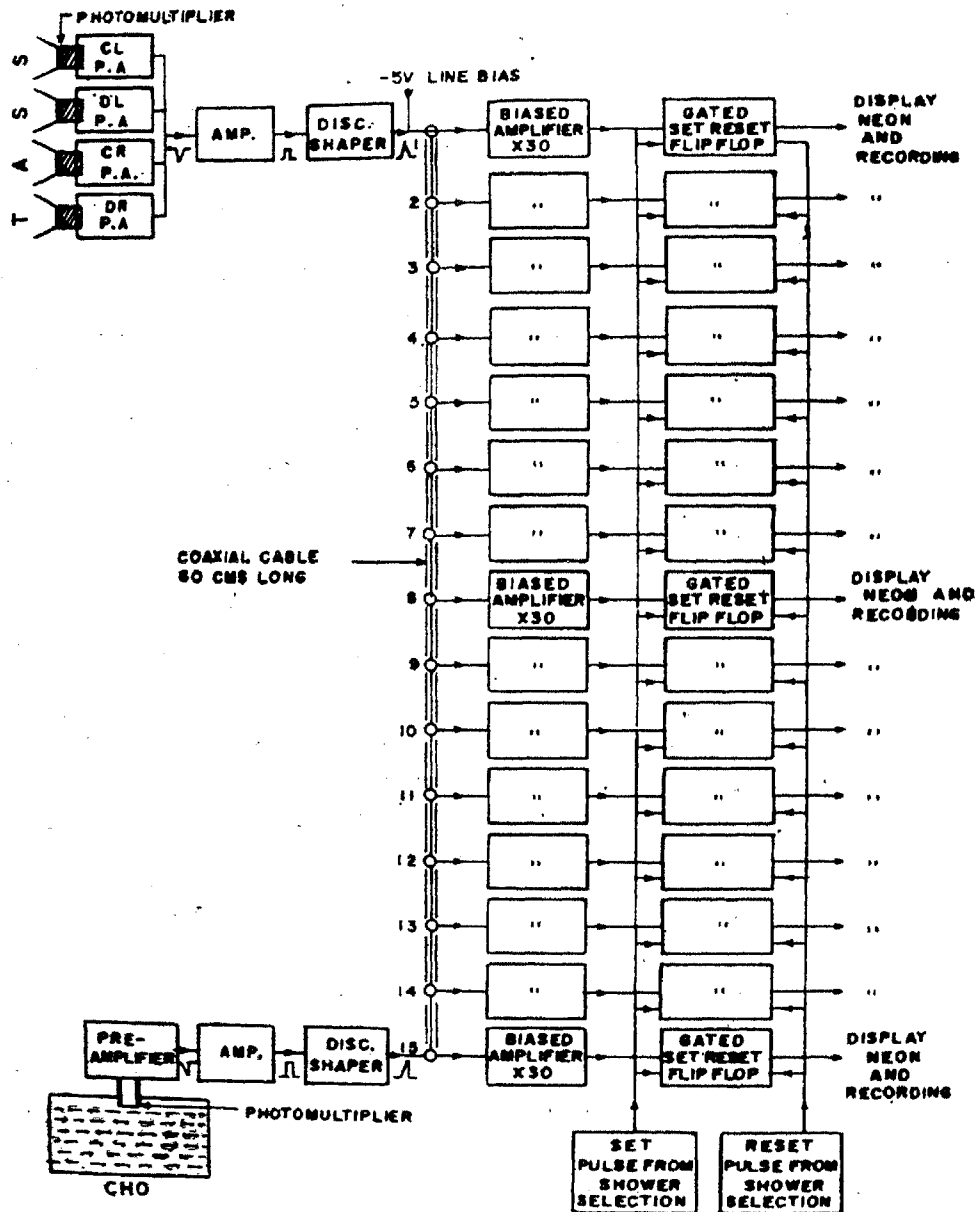 PHOTOMULTIPLIER
S
S
A
T
CL
P.A
DL
P.A
CR
P.A.
DR
P.A
AMP.
DISC.
SHAPER
-5V LINE BIAS
1
BIASED
AMPLIFIER
X30
GATED
SET RESET
FLIP FLOP
DISPLAY
NEON
AND
RECORDING
2 " " "
3 " " "
4 " " "
5 " " "
6 " " "
7 " " "
COAXIAL CABLE
60 CMS LONG
8
BIASED
AMPLIFIER
X30
GATED
SET RESET
FLIP FLOP
DISPLAY
NEON AND
RECORDING
9 " " "
10 " " "
11 " " "
12 " " "
13 " " "
14 " " "
PRE-
AMPLIFIER
AMP.
DISC.
SHAPER
15
BIASED
AMPLIFIER
X30
GATED
SET RESET
FLIP FLOP
DISPLAY
NEON
AND
RECORDING
PHOTOMULTIPLIER
CHO
SET
PULSE FROM
SHOWER
SELECTION
RESET
PULSE FROM
SHOWER
SELECTION